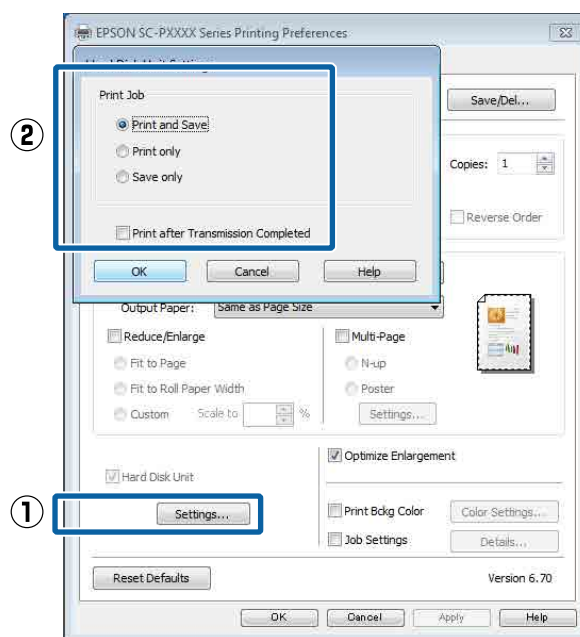 EPSON SC-PXXXX Series Printing Preferences
Print Job
Print and Save
Print only
Save only
Print after Transmission Completed
OK Cancel Help
Save/Del...
Copies: 1
Reverse Order
Output Paper: Same as Page Size
Reduce/Enlarge
Fit to Page
Fit to Roll Paper Width
Custom Scale to %
Multi-Page
N-up
Poster
Settings...
Optimize Enlargement
Hard Disk Unit
Settings...
Print Bckg Color Color Settings...
Job Settings Details...
Reset Defaults Version 6.70
OK Cancel Apply Help
②
①